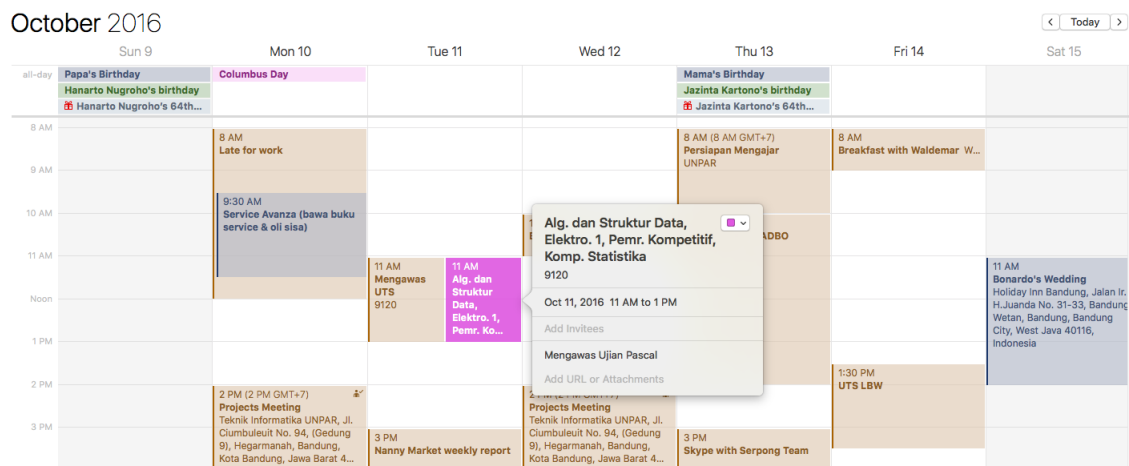 October 2016
Today
Sun 9
Mon 10
Tue 11
Wed 12
Thu 13
Fri 14
Sat 15
all-day
Papa's Birthday
Hanarto Nugroho's birthday
Hanarto Nugroho's 64th...
Columbus Day
Mama's Birthday
Jazinta Kartono's birthday
Jazinta Kartono's 64th...
8 AM
9 AM
10 AM
11 AM
Noon
1 PM
2 PM
3 PM
8 AM
Late for work
9:30 AM
Service Avanza (bawa buku
service & oli sisa)
2 PM (2 PM GMT+7)
Projects Meeting
Teknik Informatika UNPAR, Jl.
Ciumbuleuit No. 94, (Gedung
9), Hegarmanah, Bandung,
Kota Bandung, Jawa Barat 4...
11 AM
Mengawas
UTS
9120
11 AM
Alg. dan
Struktur
Data,
Elektro. 1,
Pemr. Ko...
3 PM
Nanny Market weekly report
Alg. dan Struktur Data,
Elektro. 1, Pemr. Kompetitif,
Komp. Statistika
9120
Oct 11, 2016 11 AM to 1 PM
Add Invitees
Mengawas Ujian Pascal
Add URL or Attachments
Projects Meeting
Teknik Informatika UNPAR, Jl.
Ciumbuleuit No. 94, (Gedung
9), Hegarmanah, Bandung,
Kota Bandung, Jawa Barat 4...
8 AM (8 AM GMT+7)
Persiapan Mengajar
UNPAR
ADBO
3 PM
Skype with Serpong Team
8 AM
Breakfast with Waldemar W...
1:30 PM
UTS LBW
11 AM
Bonardo's Wedding
Holiday Inn Bandung, Jalan Ir.
H.Juanda No. 31-33, Bandung
Wetan, Bandung, Bandung
City, West Java 40116,
Indonesia